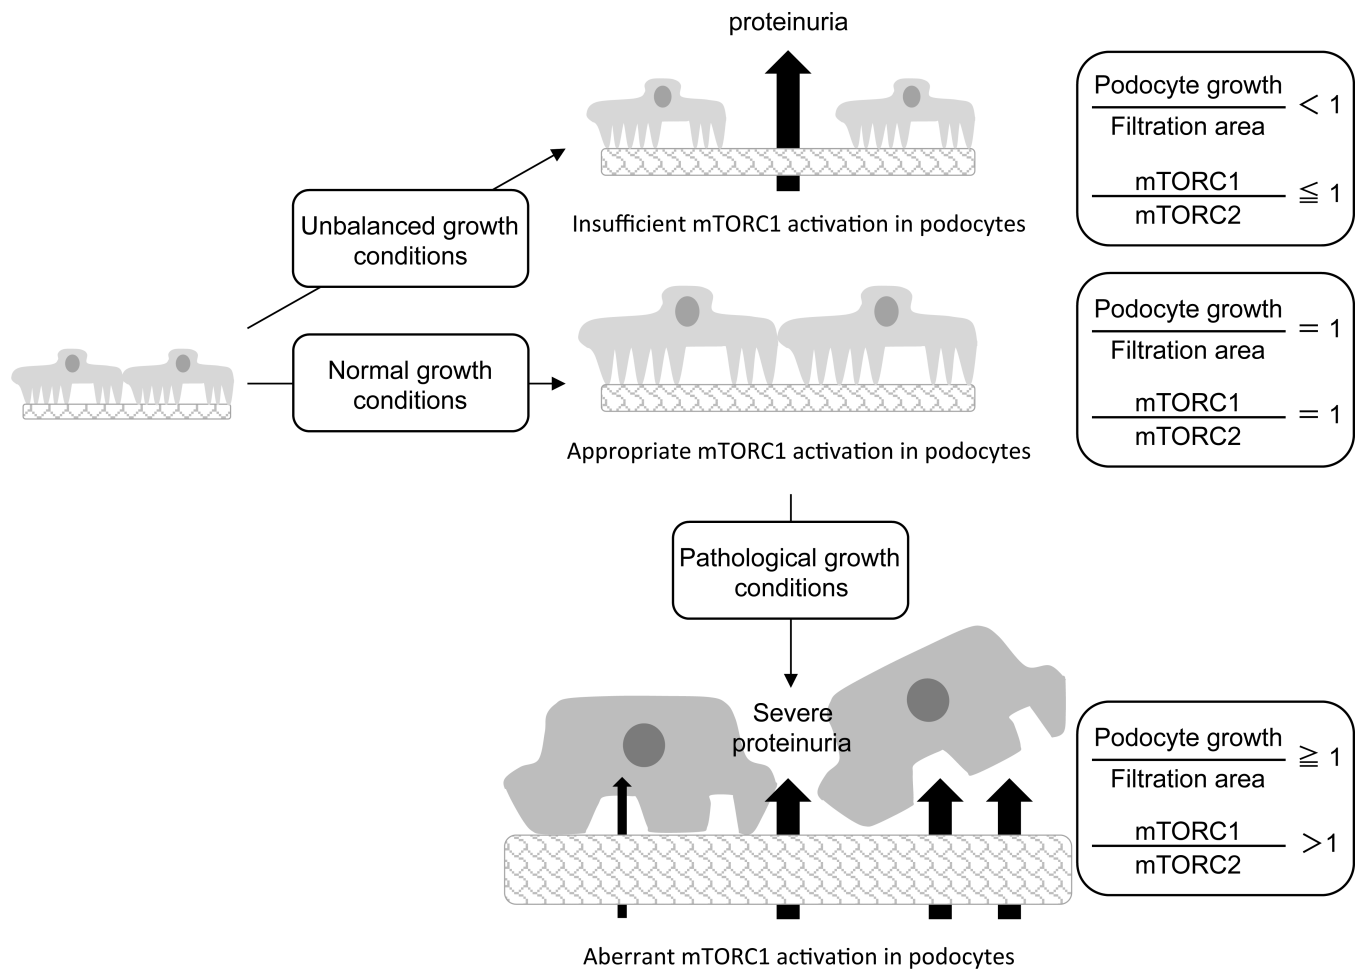 proteinuria
Podocyte growth
Filtration area
< 1
mTORC1
mTORC2
≦ 1
Insufficient mTORC1 activation in podocytes
Unbalanced growth
conditions
Normal growth
conditions
Podocyte growth
Filtration area
= 1
mTORC1
mTORC2
= 1
Appropriate mTORC1 activation in podocytes
Pathological growth
conditions
Severe
proteinuria
Podocyte growth
Filtration area
≧ 1
mTORC1
mTORC2
>1
Aberrant mTORC1 activation in podocytes